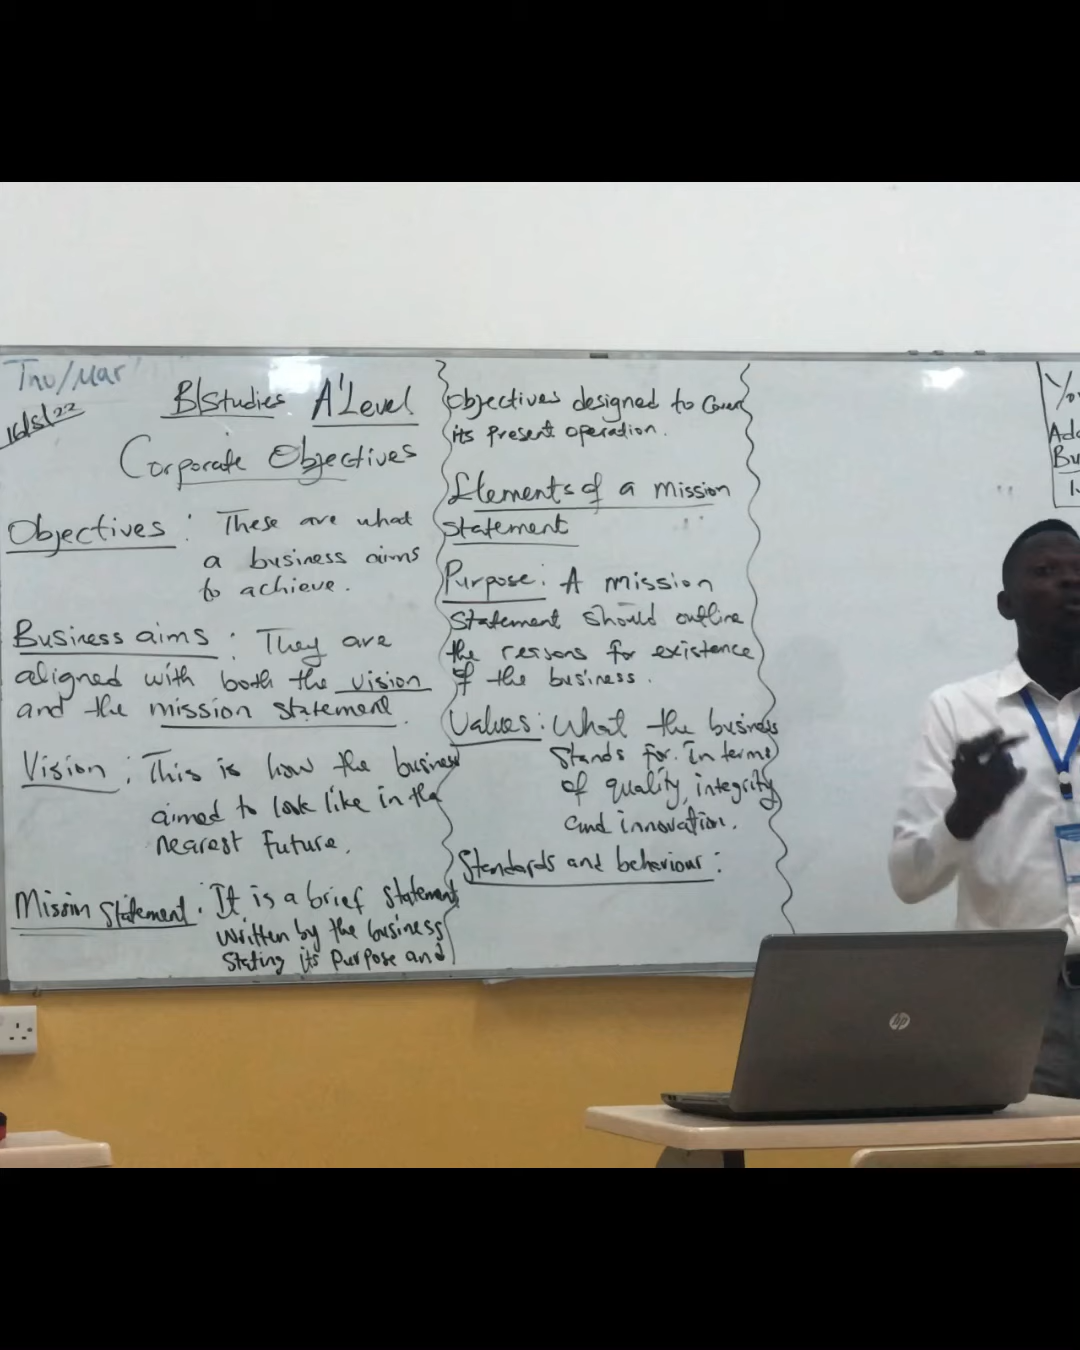 16/5/22
B/Studies A'Level
Corporate Objectives
Objectives : These are what
a business aims
to achieve.
Business aims : They are
aligned with both the vision
and the mission statement.
Vision : This is how the business
aimed to look like in the
nearest future.
Mission statement : It is a brief statement
written by the business
stating its purpose and
objectives designed to cover
its present operation.
Elements of a mission
statement
Purpose : A mission
statement should outline
the reasons for existence
of the business.
Values : What the business
stands for. In terms
of quality, integrity
and innovation.
Standards and behaviour :
hp